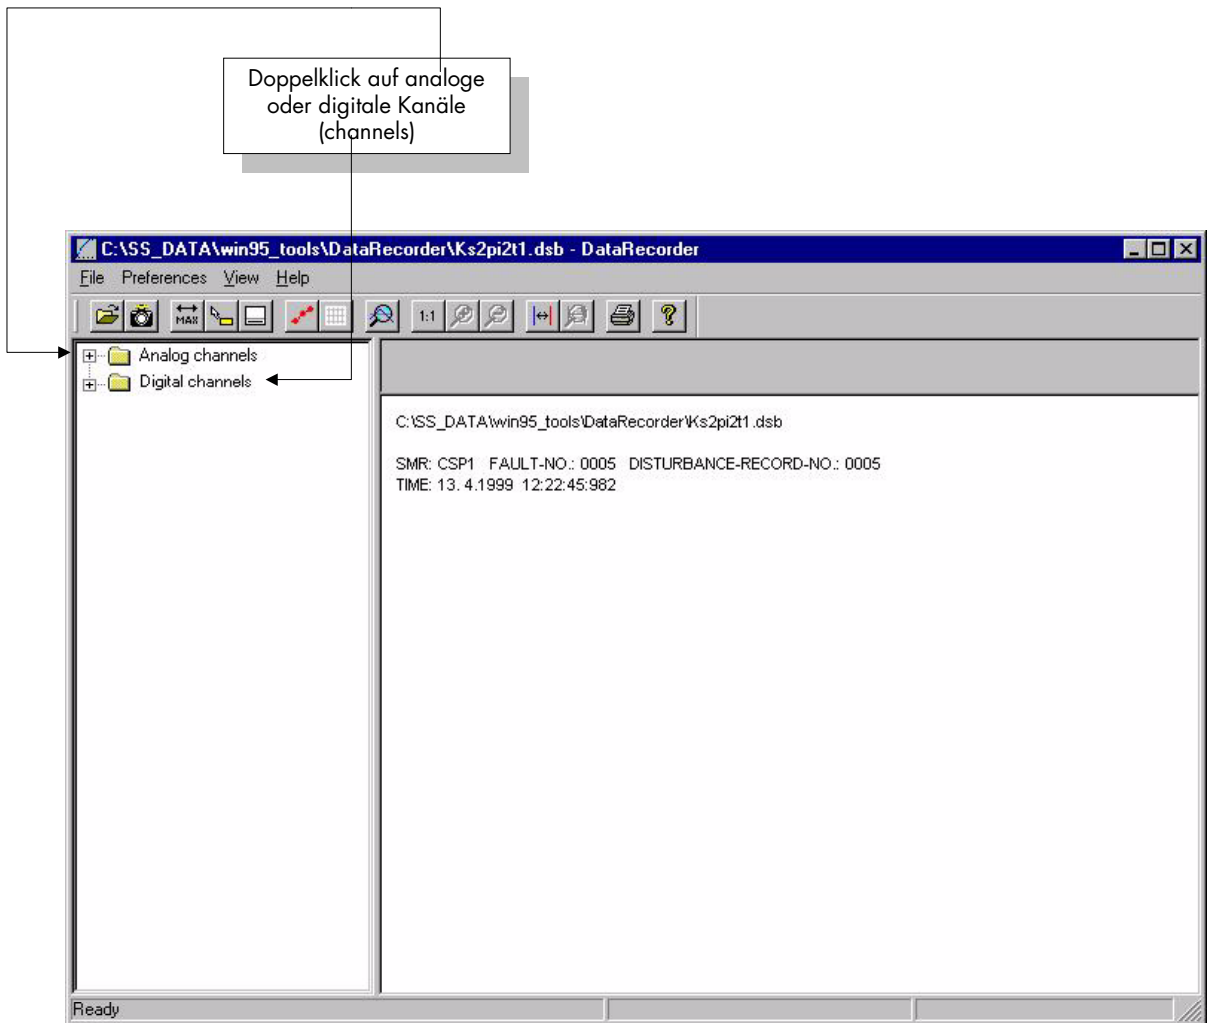 Doppelklick auf analoge
oder digitale Kanäle
(channels)
C:\SS_DATA\win95_tools\DataRecorder\Ks2pi2t1.dsb - DataRecorder
File Preferences View Help
MAX 1:1
Analog channels
Digital channels
C:\SS_DATA\win95_tools\DataRecorder\Ks2pi2t1.dsb
SMR: CSP1 FAULT-NO.: 0005 DISTURBANCE-RECORD-NO.: 0005
TIME: 13. 4.1999 12:22:45:982
Ready